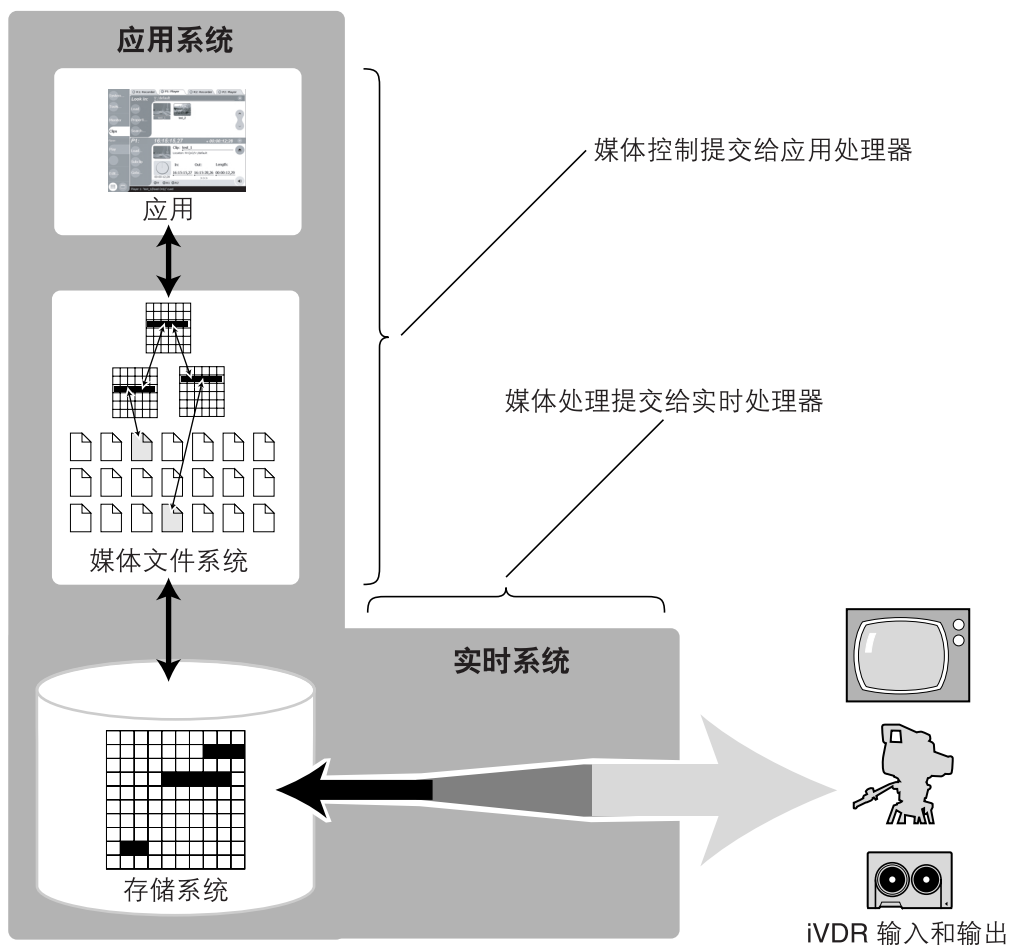 应用系统
应用
媒体控制提交给应用处理器
媒体处理提交给实时处理器
媒体文件系统
实时系统
存储系统
iVDR 输入和输出